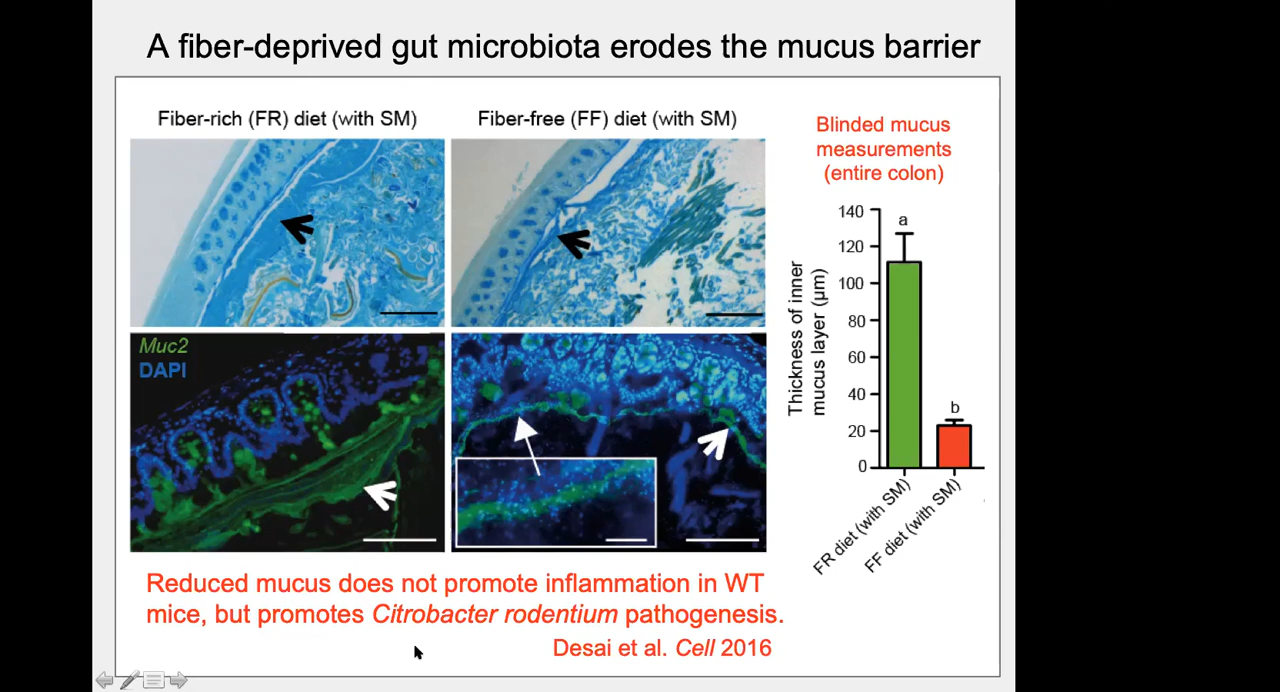 A fiber-deprived gut microbiota erodes the mucus barrier
Fiber-rich (FR) diet (with SM)
Fiber-free (FF) diet (with SM)
Muc2
DAPI
Blinded mucus
measurements
(entire colon)
Thickness of inner
mucus layer (μm)
140
120
100
80
60
40
20
0
a
b
FR diet (with SM)
FF diet (with SM)
Reduced mucus does not promote inflammation in WT
mice, but promotes Citrobacter rodentium pathogenesis.
Desai et al. Cell 2016